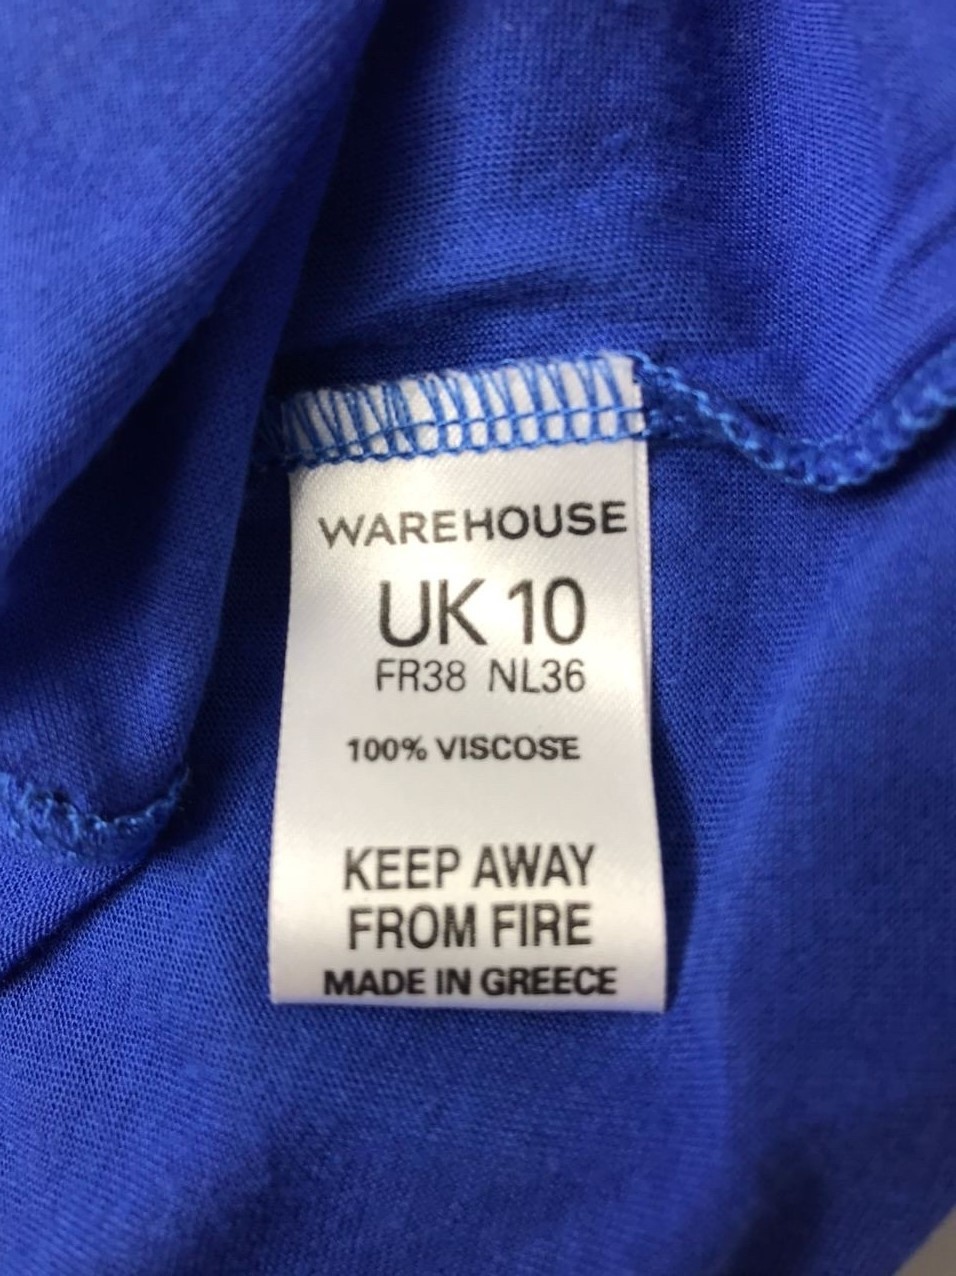 WAREHOUSE
UK 10
FR38 NL36
100% VISCOSE
KEEP AWAY
FROM FIRE
MADE IN GREECE